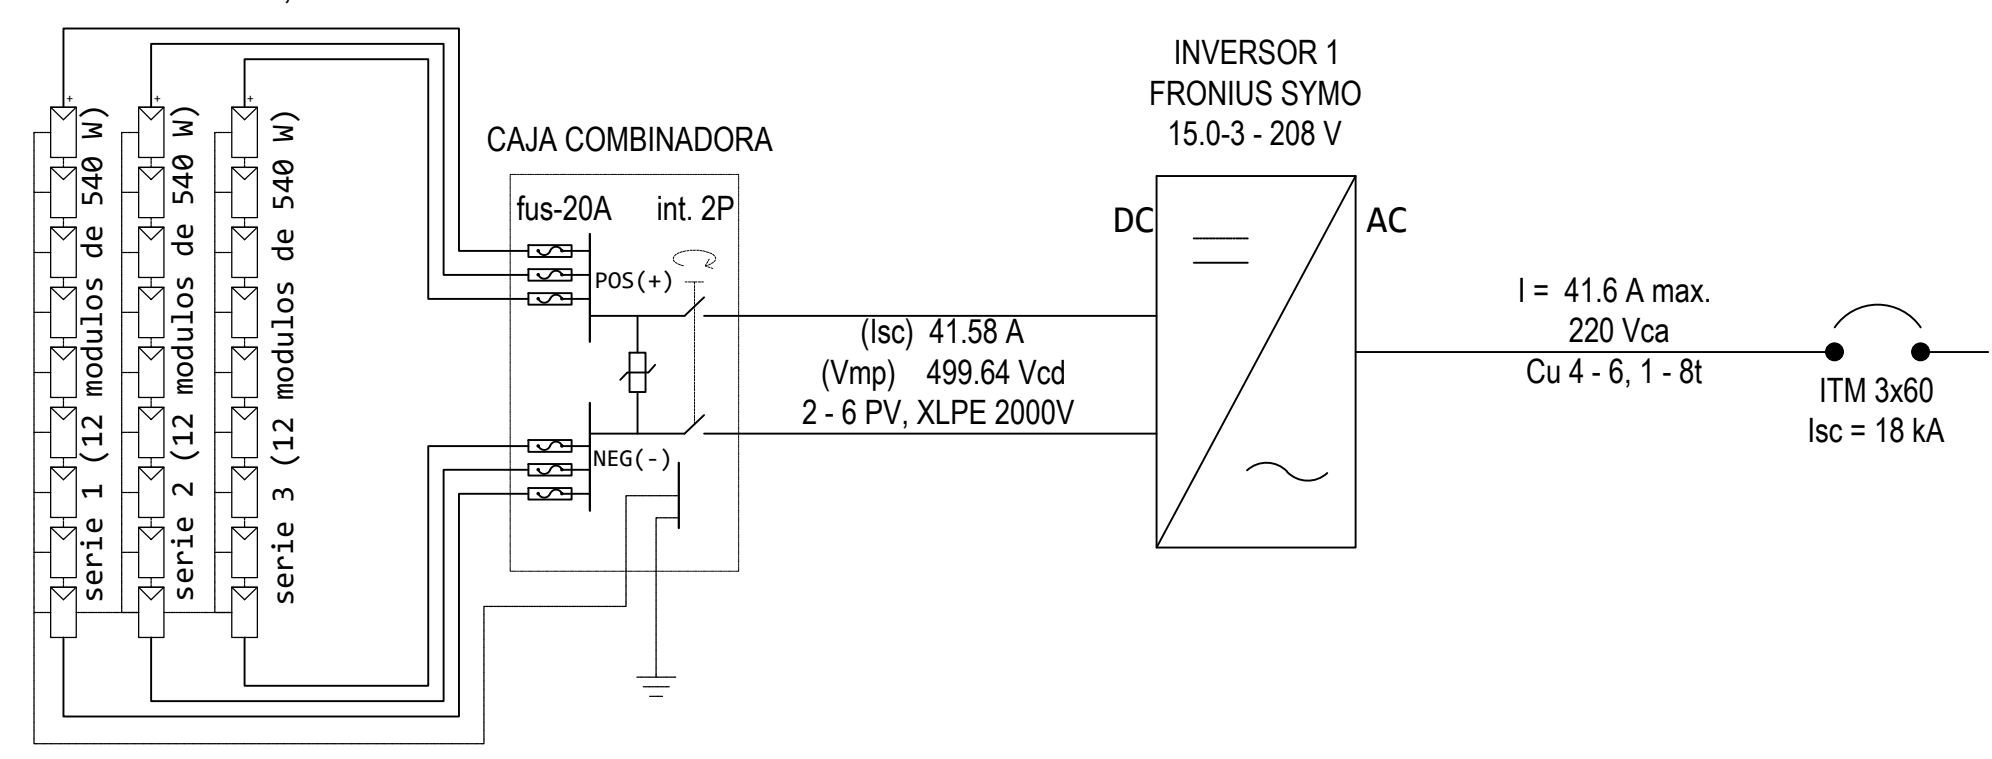 INVERSOR 1
FRONIUS SYMO
15.0-3 - 208 V
+
+
+
serie 1 (12 modulos de 540 W)
serie 2 (12 modulos de 540 W)
serie 3 (12 modulos de 540 W)
CAJA COMBINADORA
fus-20A
int. 2P
POS(+)
NEG(-)
(Isc) 41.58 A
(Vmp) 499.64 Vcd
2 - 6 PV, XLPE 2000V
DC
AC
I = 41.6 A max.
220 Vca
Cu 4 - 6, 1 - 8t
ITM 3x60
Isc = 18 kA